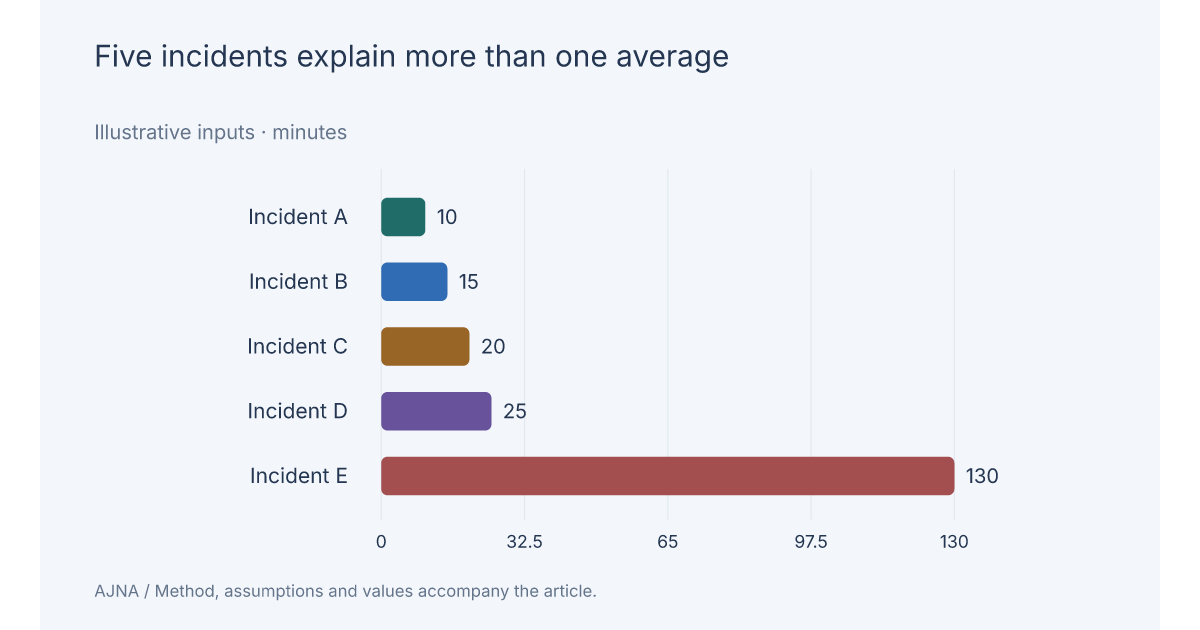 Five incidents explain more than one average
Illustrative inputs · minutes
Incident A 10
Incident B 15
Incident C 20
Incident D 25
Incident E 130
0 32.5 65 97.5 130
AJNA / Method, assumptions and values accompany the article.